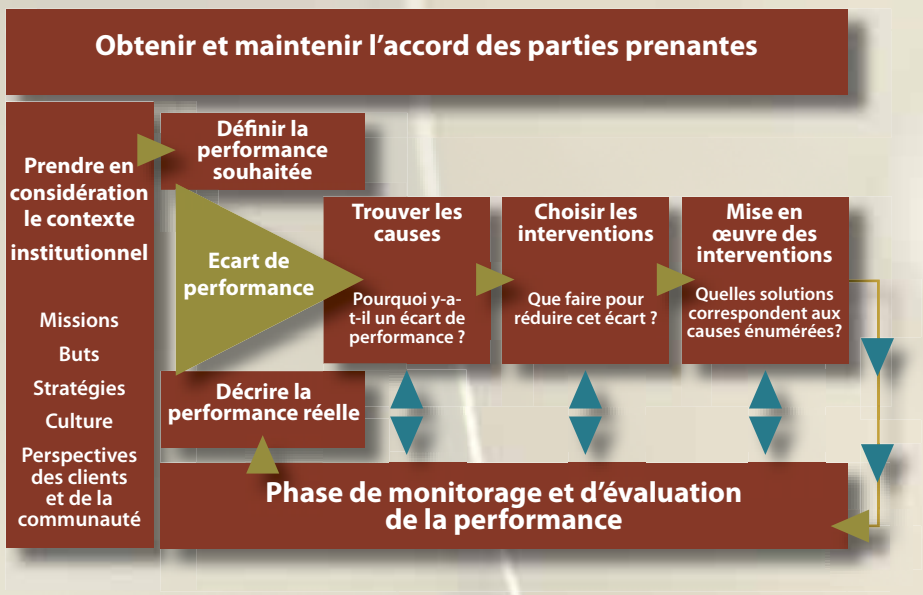 Obtenir et maintenir l’accord des parties prenantes
Prendre en
considération
le contexte
institutionnel
Missions
Buts
Stratégies
Culture
Perspectives
des clients
et de la
communauté
Définir la
performance
souhaitée
Ecart de
performance
Décrire la
performance réelle
Trouver les
causes
Pourquoi y-a-
t-il un écart de
performance ?
Choisir les
interventions
Que faire pour
réduire cet écart ?
Mise en
œuvre des
interventions
Quelles solutions
correspondent aux
causes énumérées?
Phase de monitorage et d’évaluation
de la performance